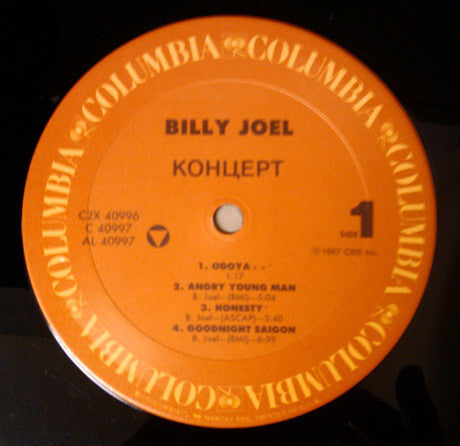 COLUMBIA COLUMBIA COLUMBIA COLUMBIA COLUMBIA COLUMBIA
BILLY JOEL
КОНЦЕРТ
C2X 40996
C 40997
AL 40997
SIDE 1
℗ 1987 CBS Inc.
1. ODOYA
1:17
2. ANGRY YOUNG MAN
B. Joel—(BMI)—5:04
3. HONESTY
B. Joel—(ASCAP)—3:40
4. GOODNIGHT SAIGON
B. Joel—(BMI)—6:39